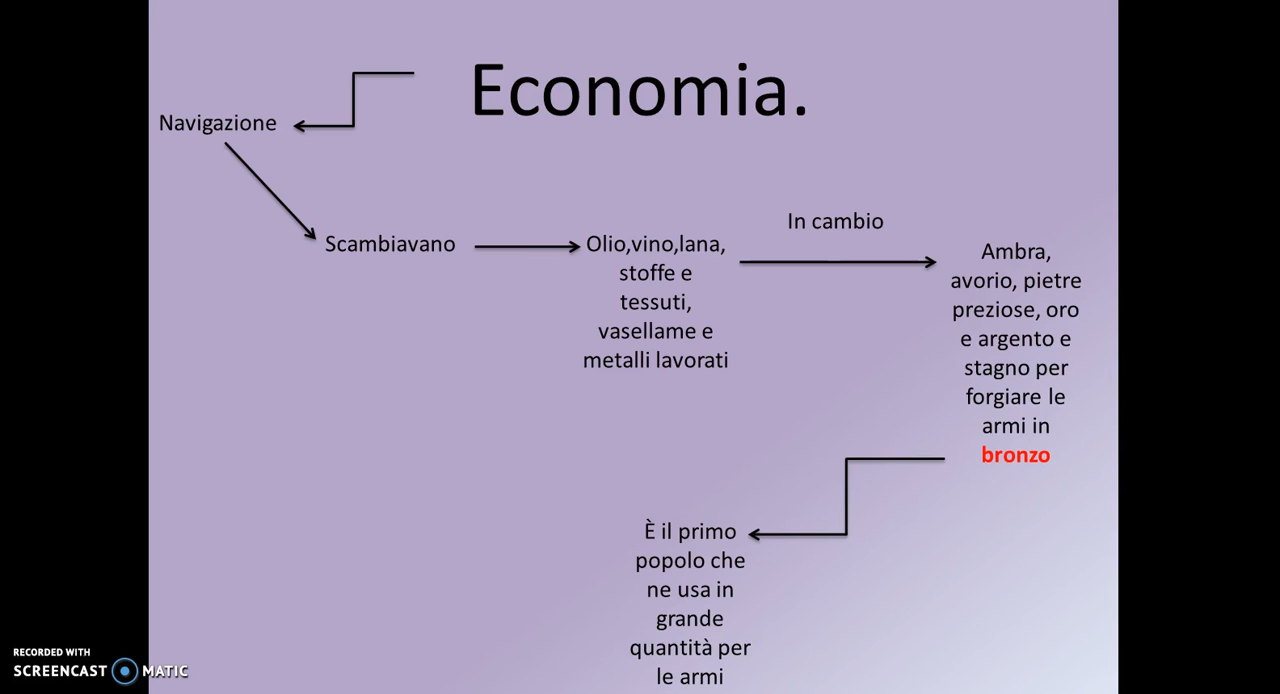 Economia.
Navigazione
Scambiavano
Olio,vino,lana,
stoffe e
tessuti,
vasellame e
metalli lavorati
In cambio
Ambra,
avorio, pietre
preziose, oro
e argento e
stagno per
forgiare le
armi in
bronzo
È il primo
popolo che
ne usa in
grande
quantità per
le armi
RECORDED WITH
SCREENCAST MATIC